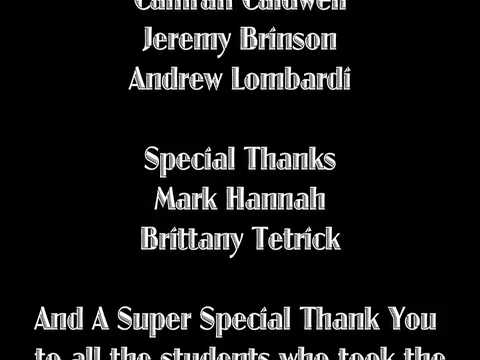 Caldwell
Jeremy Brinson
Andrew Lombardi
Special Thanks
Mark Hannah
Brittany Tetrick
And A Super Special Thank You
to all the students who took the